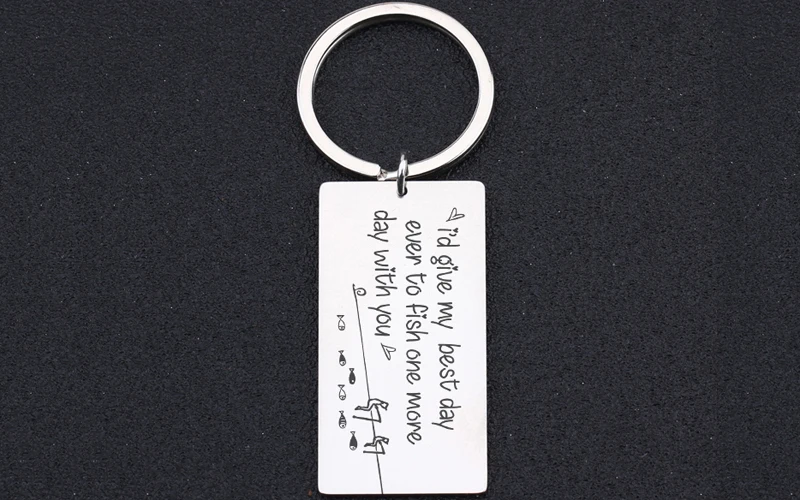 i'd give my best day
ever to fish one more
day with you